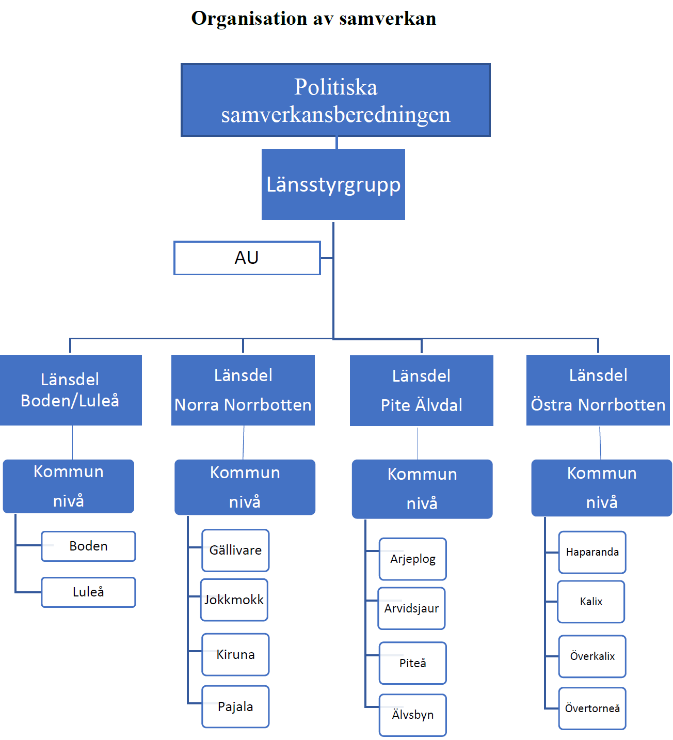 Organisation av samverkan
Politiska
samverkansberedningen
Länsstyrgrupp
AU
Länsdel
Boden/Luleå
Länsdel
Norra Norrbotten
Länsdel
Pite Älvdal
Länsdel
Östra Norrbotten
Kommun
nivå
Boden
Luleå
Kommun
nivå
Gällivare
Jokkmokk
Kiruna
Pajala
Kommun
nivå
Arjeplog
Arvidsjaur
Piteå
Älvsbyn
Kommun
nivå
Haparanda
Kalix
Överkalix
Övertorneå